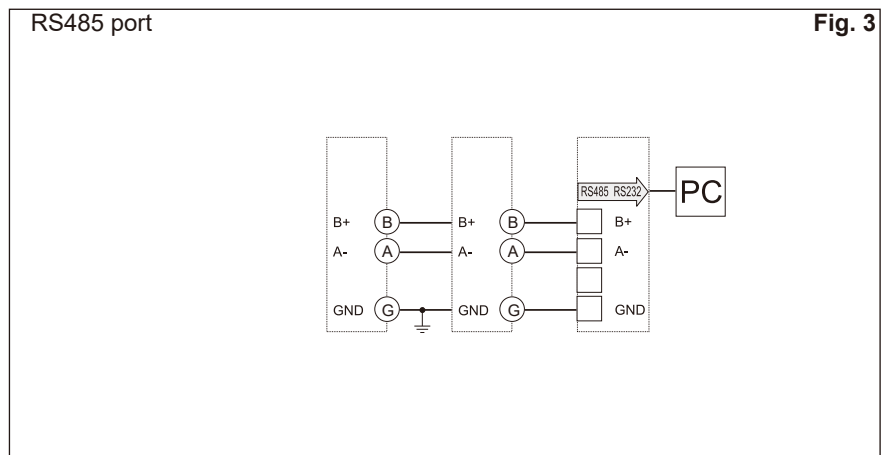 RS485 port
Fig. 3
RS485 RS232
PC
B+ B B+ B B+
A- A A- A A-
GND G GND G GND